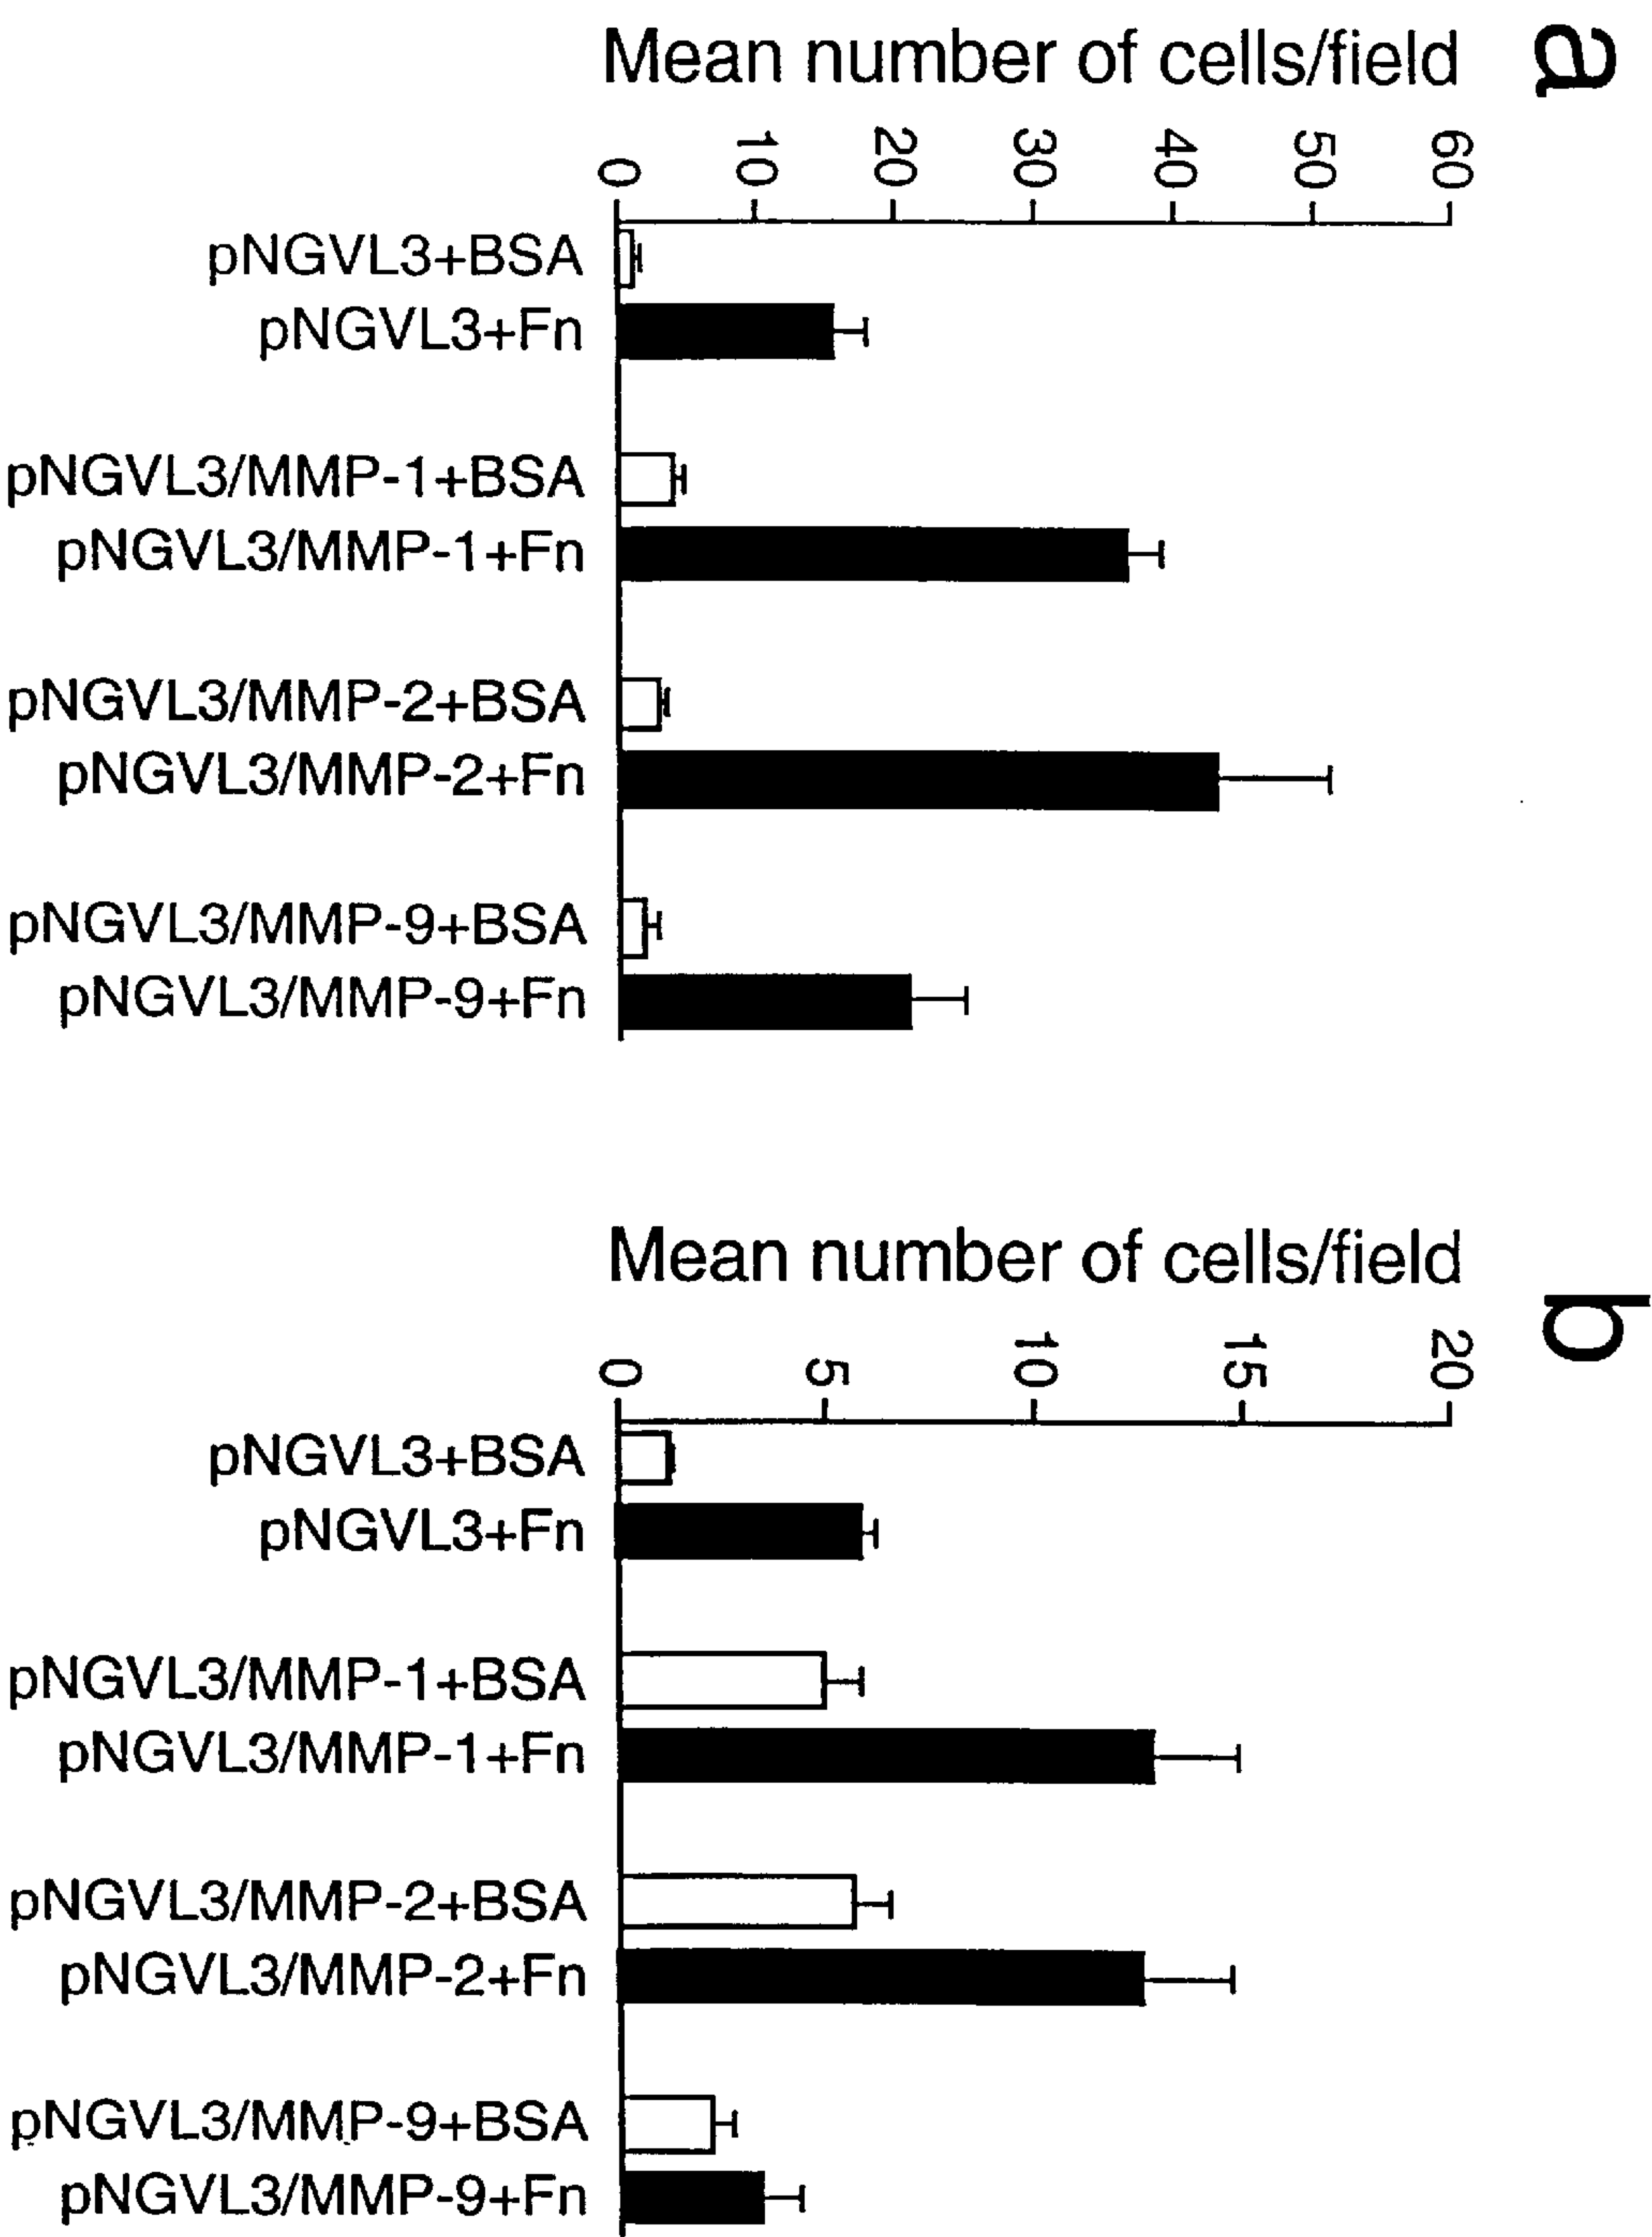 a
Mean number of cells/field
60
50
40
30
20
10
0
pNGVL3+BSA
pNGVL3+Fn
pNGVL3/MMP-1+BSA
pNGVL3/MMP-1+Fn
pNGVL3/MMP-2+BSA
pNGVL3/MMP-2+Fn
pNGVL3/MMP-9+BSA
pNGVL3/MMP-9+Fn
b
Mean number of cells/field
20
15
10
5
0
pNGVL3+BSA
pNGVL3+Fn
pNGVL3/MMP-1+BSA
pNGVL3/MMP-1+Fn
pNGVL3/MMP-2+BSA
pNGVL3/MMP-2+Fn
pNGVL3/MMP-9+BSA
pNGVL3/MMP-9+Fn